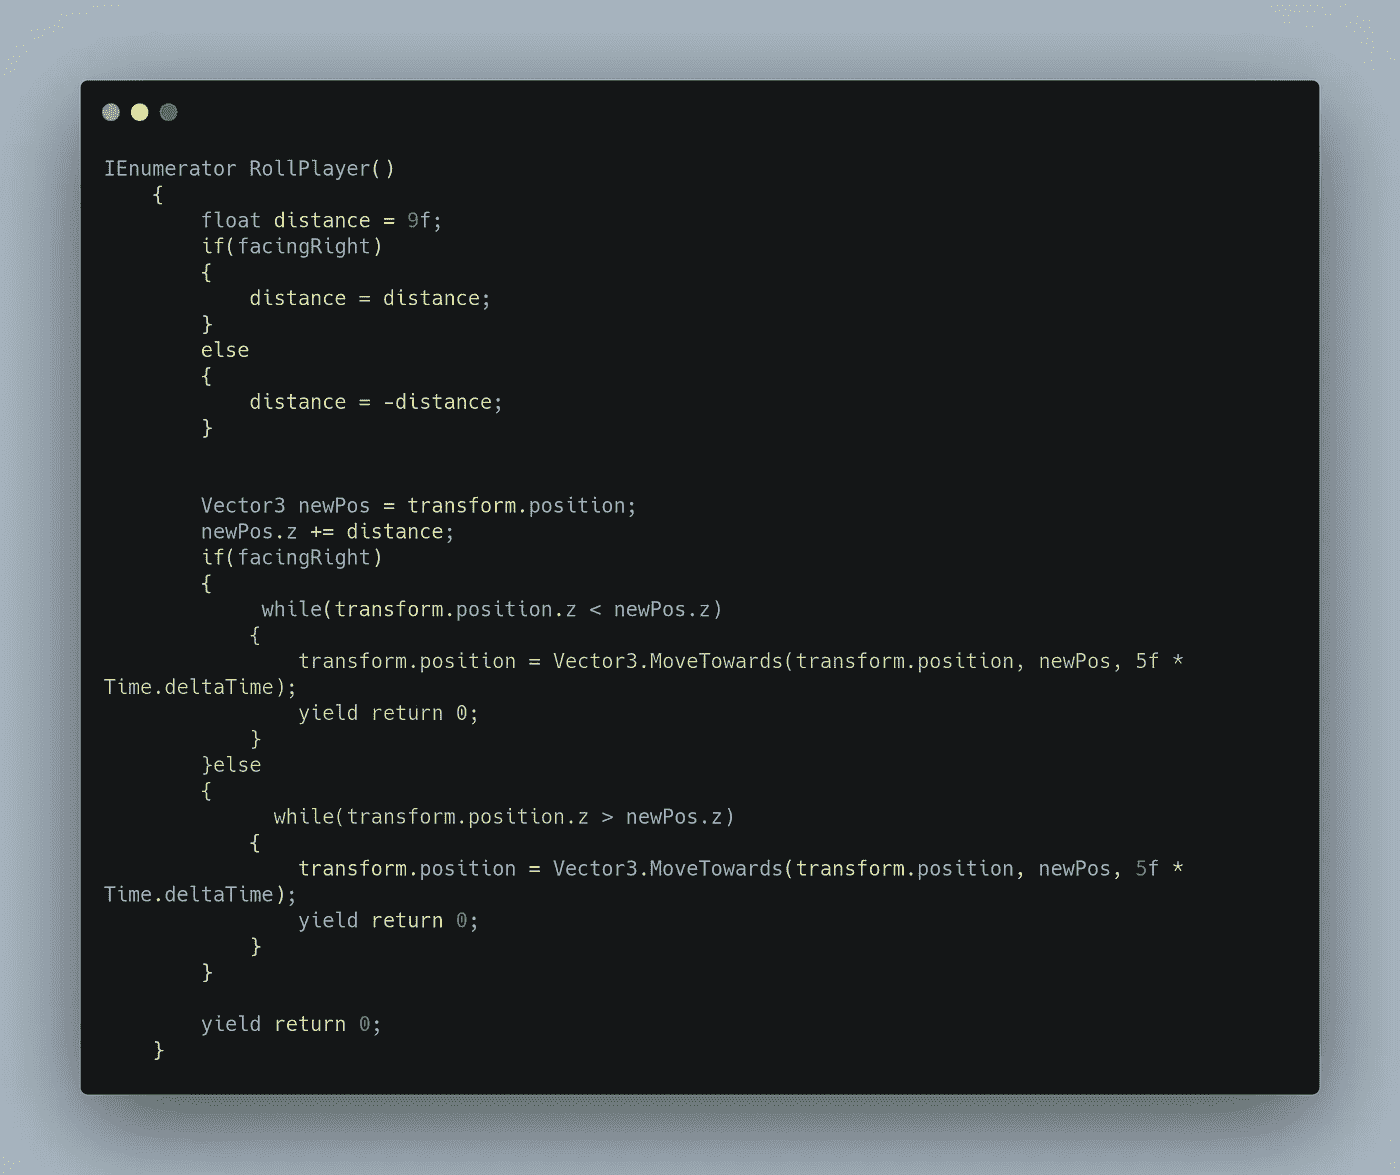 IEnumerator RollPlayer()
    {
        float distance = 9f;
        if(facingRight)
        {
            distance = distance;
        }
        else
        {
            distance = -distance;
        }


        Vector3 newPos = transform.position;
        newPos.z += distance;
        if(facingRight)
        {
             while(transform.position.z < newPos.z)
            {
                transform.position = Vector3.MoveTowards(transform.position, newPos, 5f *
Time.deltaTime);
                yield return 0;
            }
        }else
        {
              while(transform.position.z > newPos.z)
            {
                transform.position = Vector3.MoveTowards(transform.position, newPos, 5f *
Time.deltaTime);
                yield return 0;
            }
        }

        yield return 0;
    }